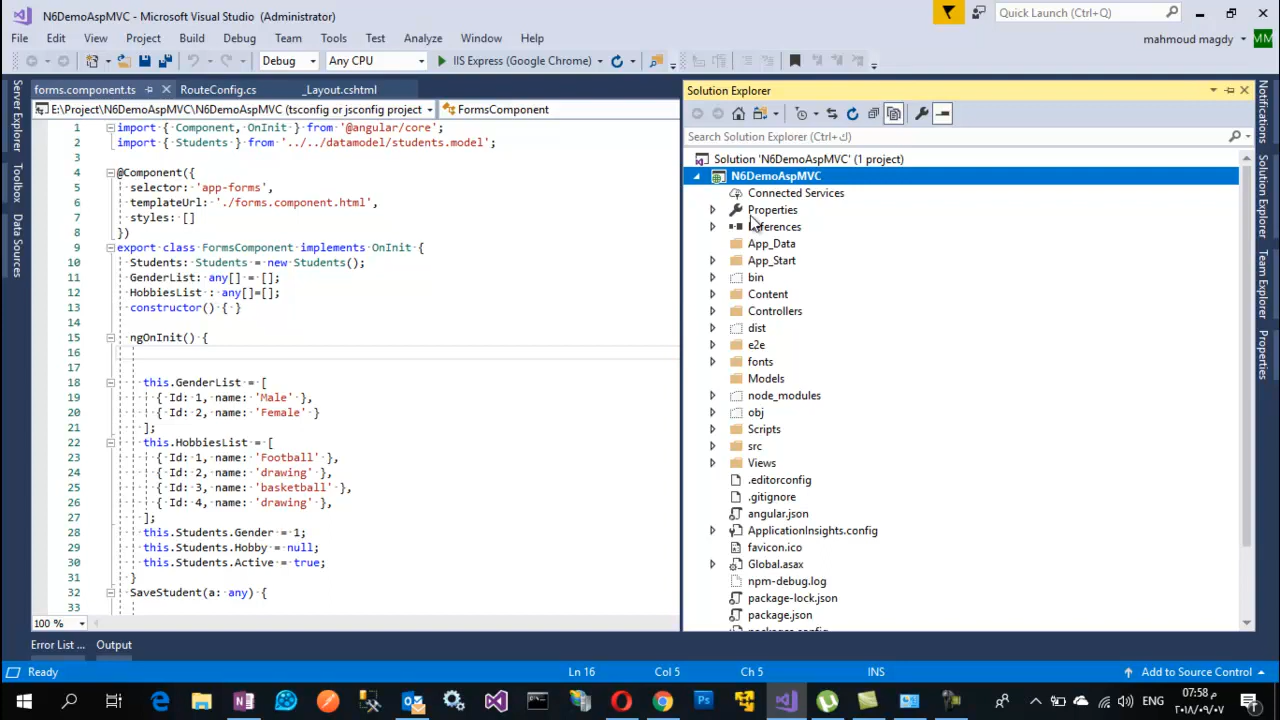 N6DemoAspMVC - Microsoft Visual Studio (Administrator)
Quick Launch (Ctrl+Q)
File Edit View Project Build Debug Team Tools Test Analyze Window Help
mahmoud magdy MM
Debug Any CPU IIS Express (Google Chrome)
forms.component.ts RouteConfig.cs _Layout.cshtml
E:\Project\N6DemoAspMVC\N6DemoAspMVC (tsconfig or jsconfig project FormsComponent
Server Explorer
Toolbox
Data Sources
1 import { Component, OnInit } from '@angular/core';
2 import { Students } from '../../datamodel/students.model';
3
4 @Component({
5 selector: 'app-forms',
6 templateUrl: './forms.component.html',
7 styles: []
8 })
9 export class FormsComponent implements OnInit {
10 Students: Students = new Students();
11 GenderList: any[] = [];
12 HobbiesList : any[]=[];
13 constructor() { }
14
15 ngOnInit() {
16
17
18 this.GenderList = [
19 { Id: 1, name: 'Male' },
20 { Id: 2, name: 'Female' }
21 ];
22 this.HobbiesList = [
23 { Id: 1, name: 'Football' },
24 { Id: 2, name: 'drawing' },
25 { Id: 3, name: 'basketball' },
26 { Id: 4, name: 'drawing' },
27 ];
28 this.Students.Gender = 1;
29 this.Students.Hobby = null;
30 this.Students.Active = true;
31 }
32 SaveStudent(a: any) {
33
100 %
Solution Explorer
Search Solution Explorer (Ctrl+;)
Solution 'N6DemoAspMVC' (1 project)
N6DemoAspMVC
Connected Services
Properties
References
App_Data
App_Start
bin
Content
Controllers
dist
e2e
fonts
Models
node_modules
obj
Scripts
src
Views
.editorconfig
.gitignore
angular.json
ApplicationInsights.config
favicon.ico
Global.asax
npm-debug.log
package-lock.json
package.json
packages.config
Notifications
Solution Explorer
Team Explorer
Properties
Error List ... Output
Ready Ln 16 Col 5 Ch 5 INS Add to Source Control
ENG
07:58 م
٢٠١٨/٠٩/٠٧